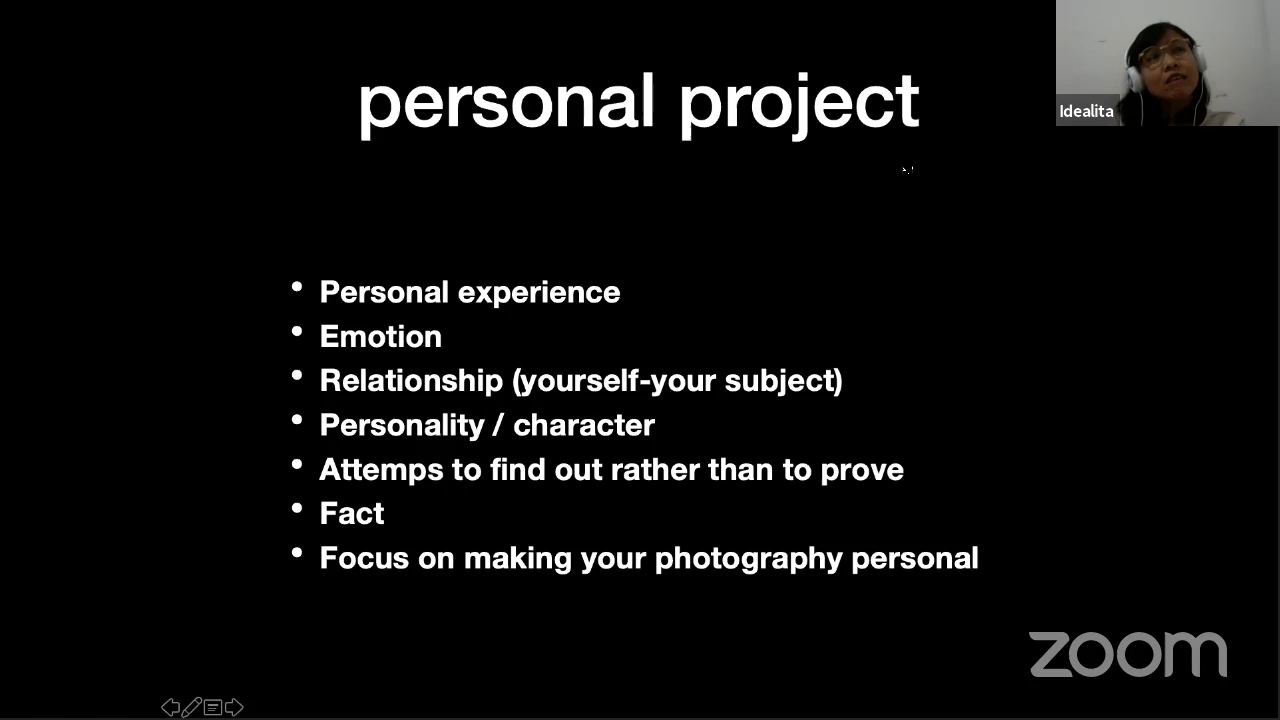 personal project
Idealita
• Personal experience
• Emotion
• Relationship (yourself-your subject)
• Personality / character
• Attemps to find out rather than to prove
• Fact
• Focus on making your photography personal
zoom